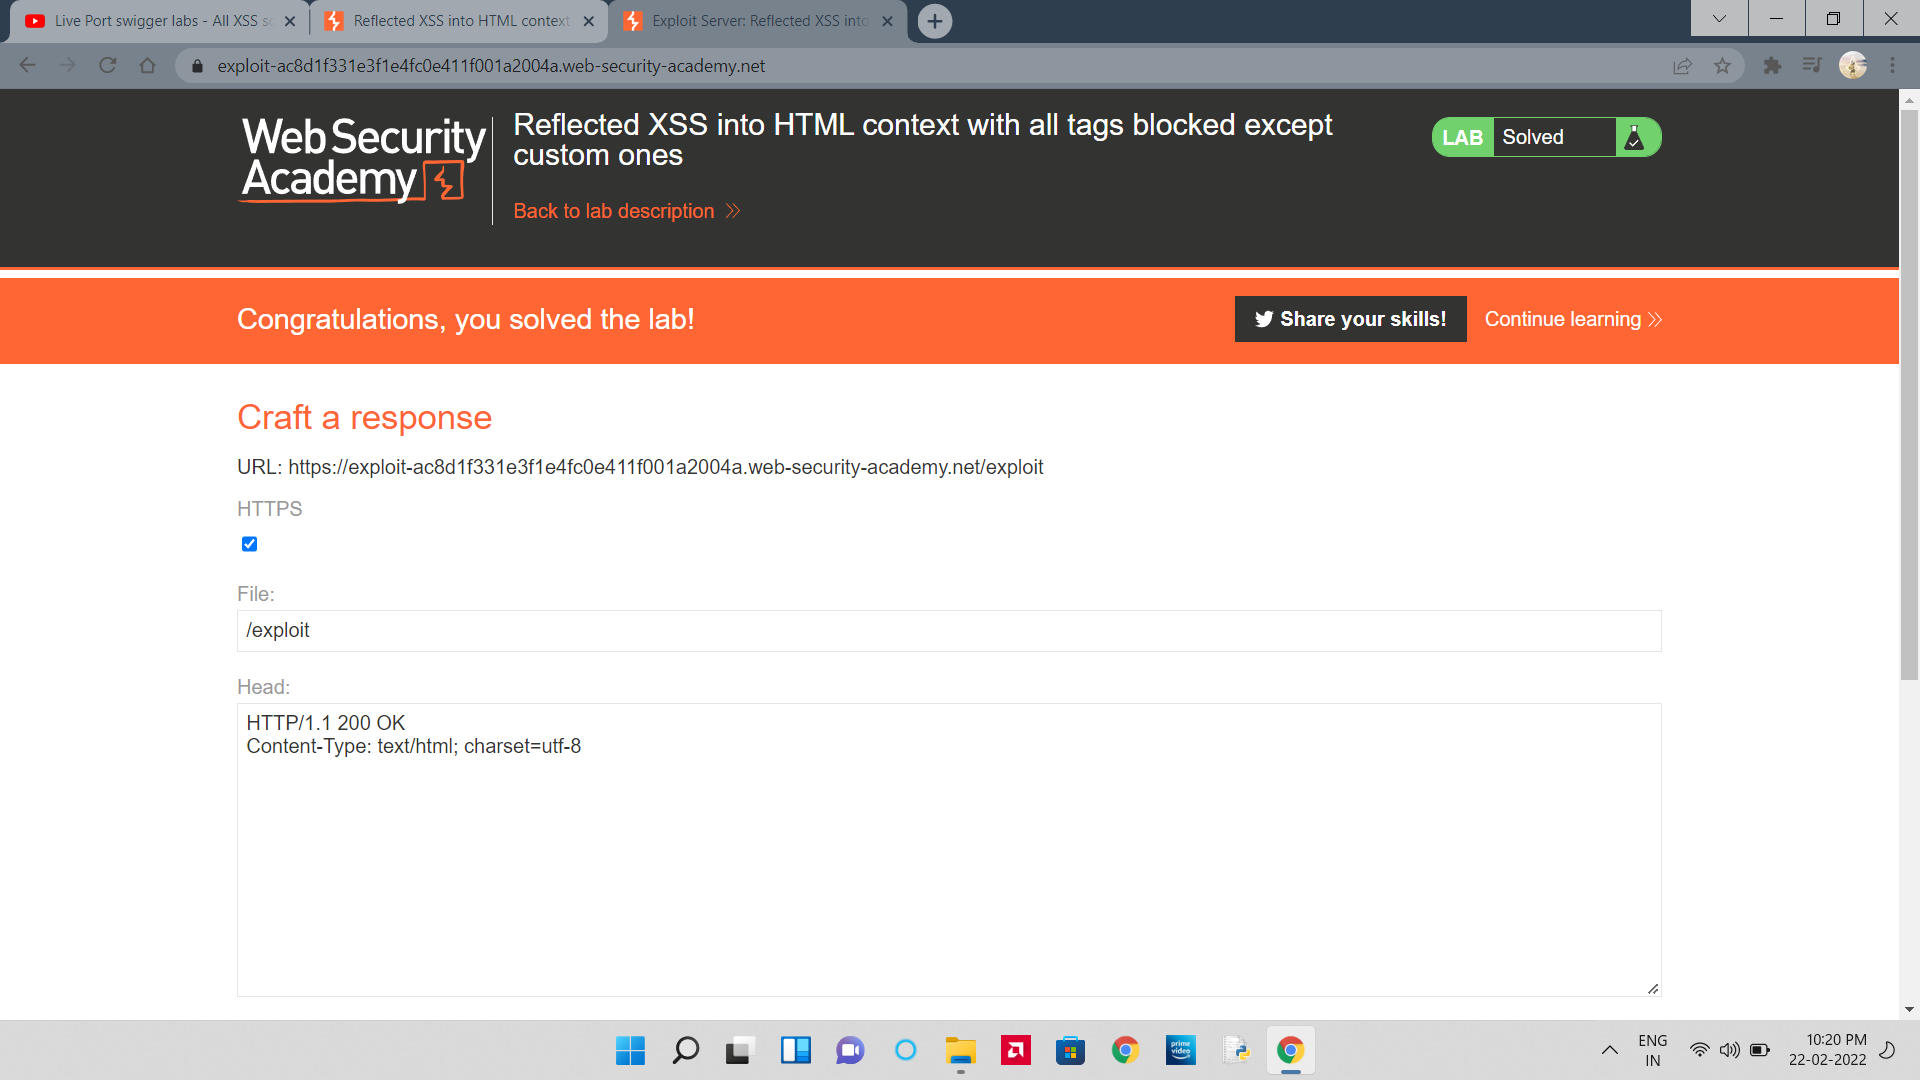 Live Port swigger labs - All XSS so
Reflected XSS into HTML context
Exploit Server: Reflected XSS into
exploit-ac8d1f331e3f1e4fc0e411f001a2004a.web-security-academy.net
Web Security
Academy
Reflected XSS into HTML context with all tags blocked except
custom ones
LAB Solved
Back to lab description
Congratulations, you solved the lab!
Share your skills!
Continue learning
Craft a response
URL: https://exploit-ac8d1f331e3f1e4fc0e411f001a2004a.web-security-academy.net/exploit
HTTPS
File:
/exploit
Head:
HTTP/1.1 200 OK
Content-Type: text/html; charset=utf-8
prime
video
ENG
IN
10:20 PM
22-02-2022